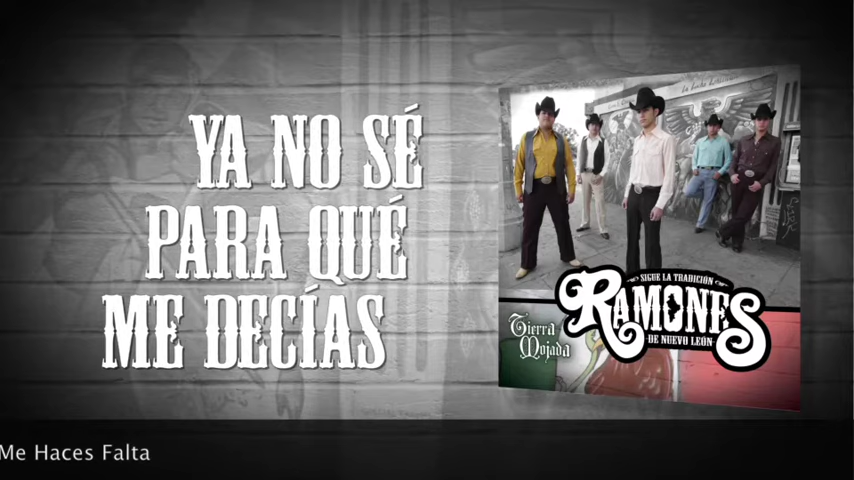 YA NO SÉ
PARA QUÉ
ME DECÍAS
SIGUE LA TRADICIÓN
RAMONES
DE NUEVO LEÓN
Tierra
Mojada
Me Haces Falta